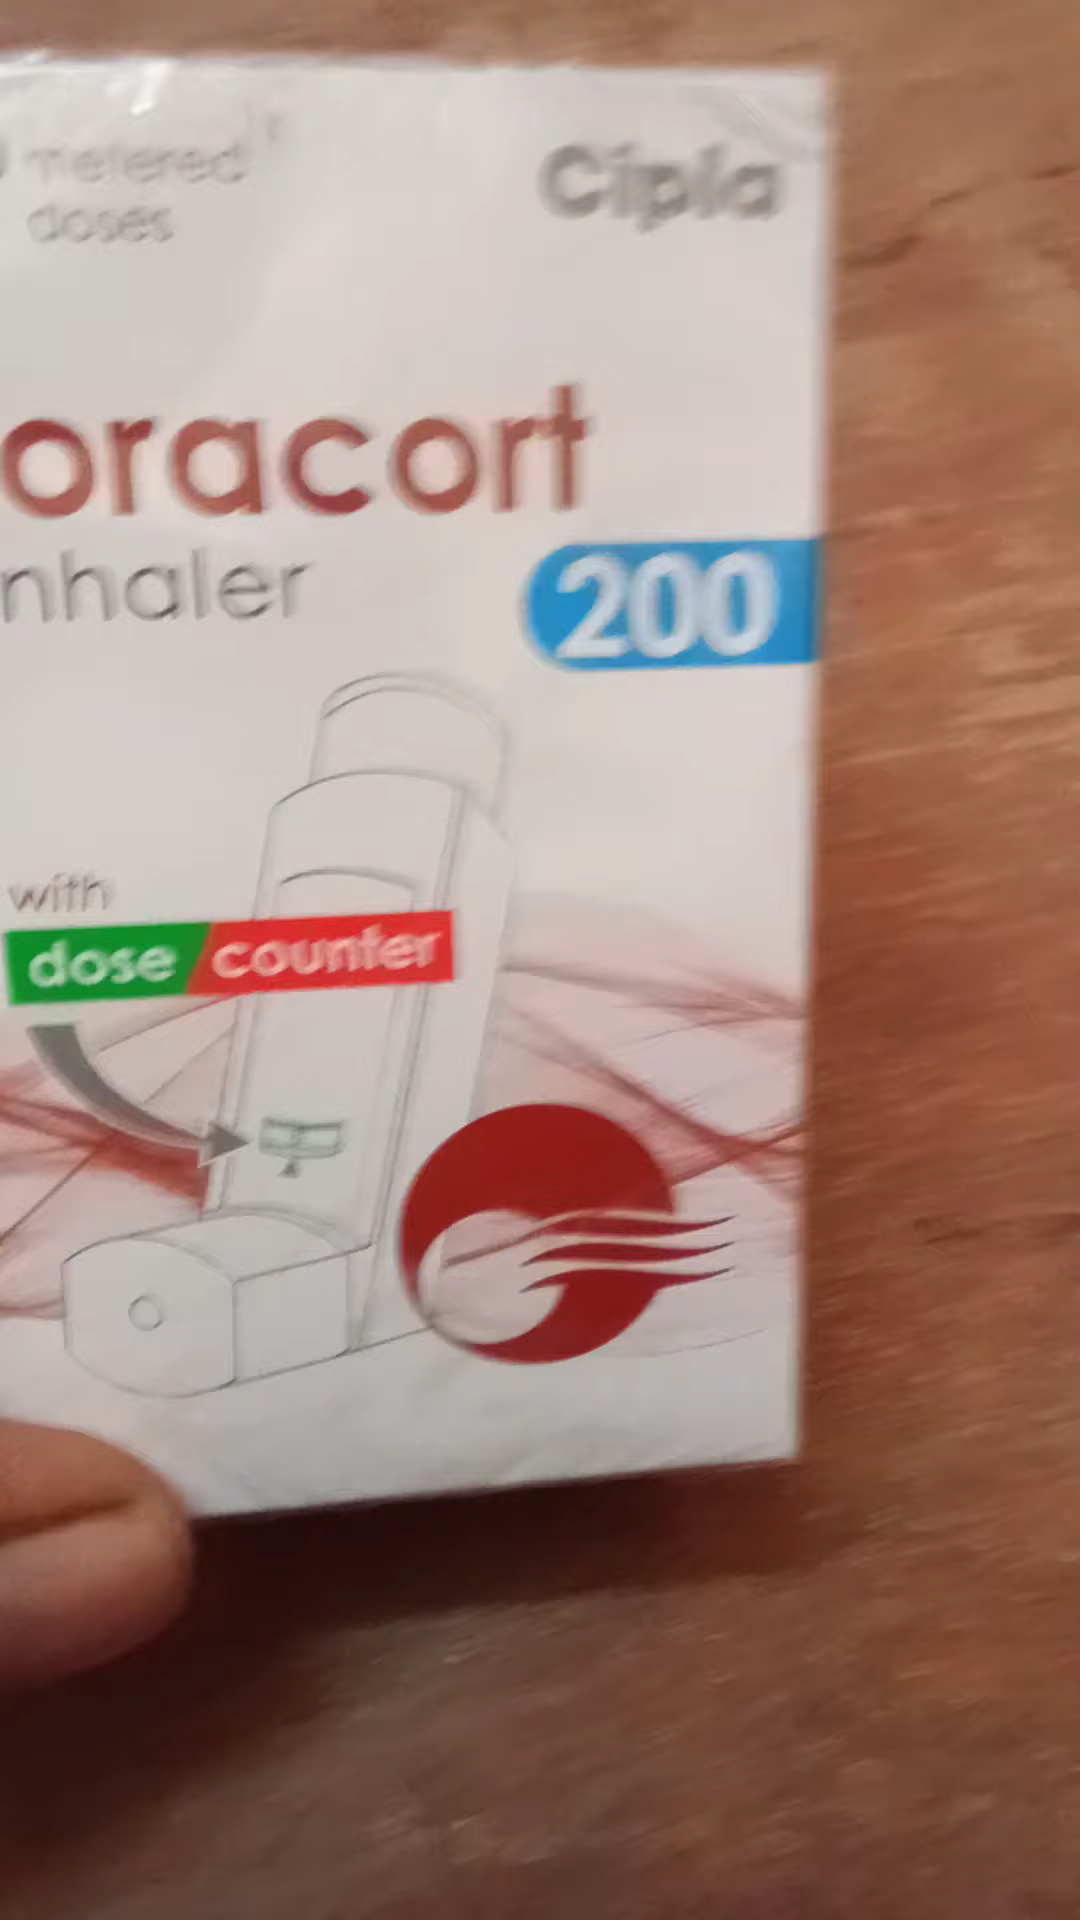 metered
doses
Cipla
oracort
nhaler
200
with
dose counter